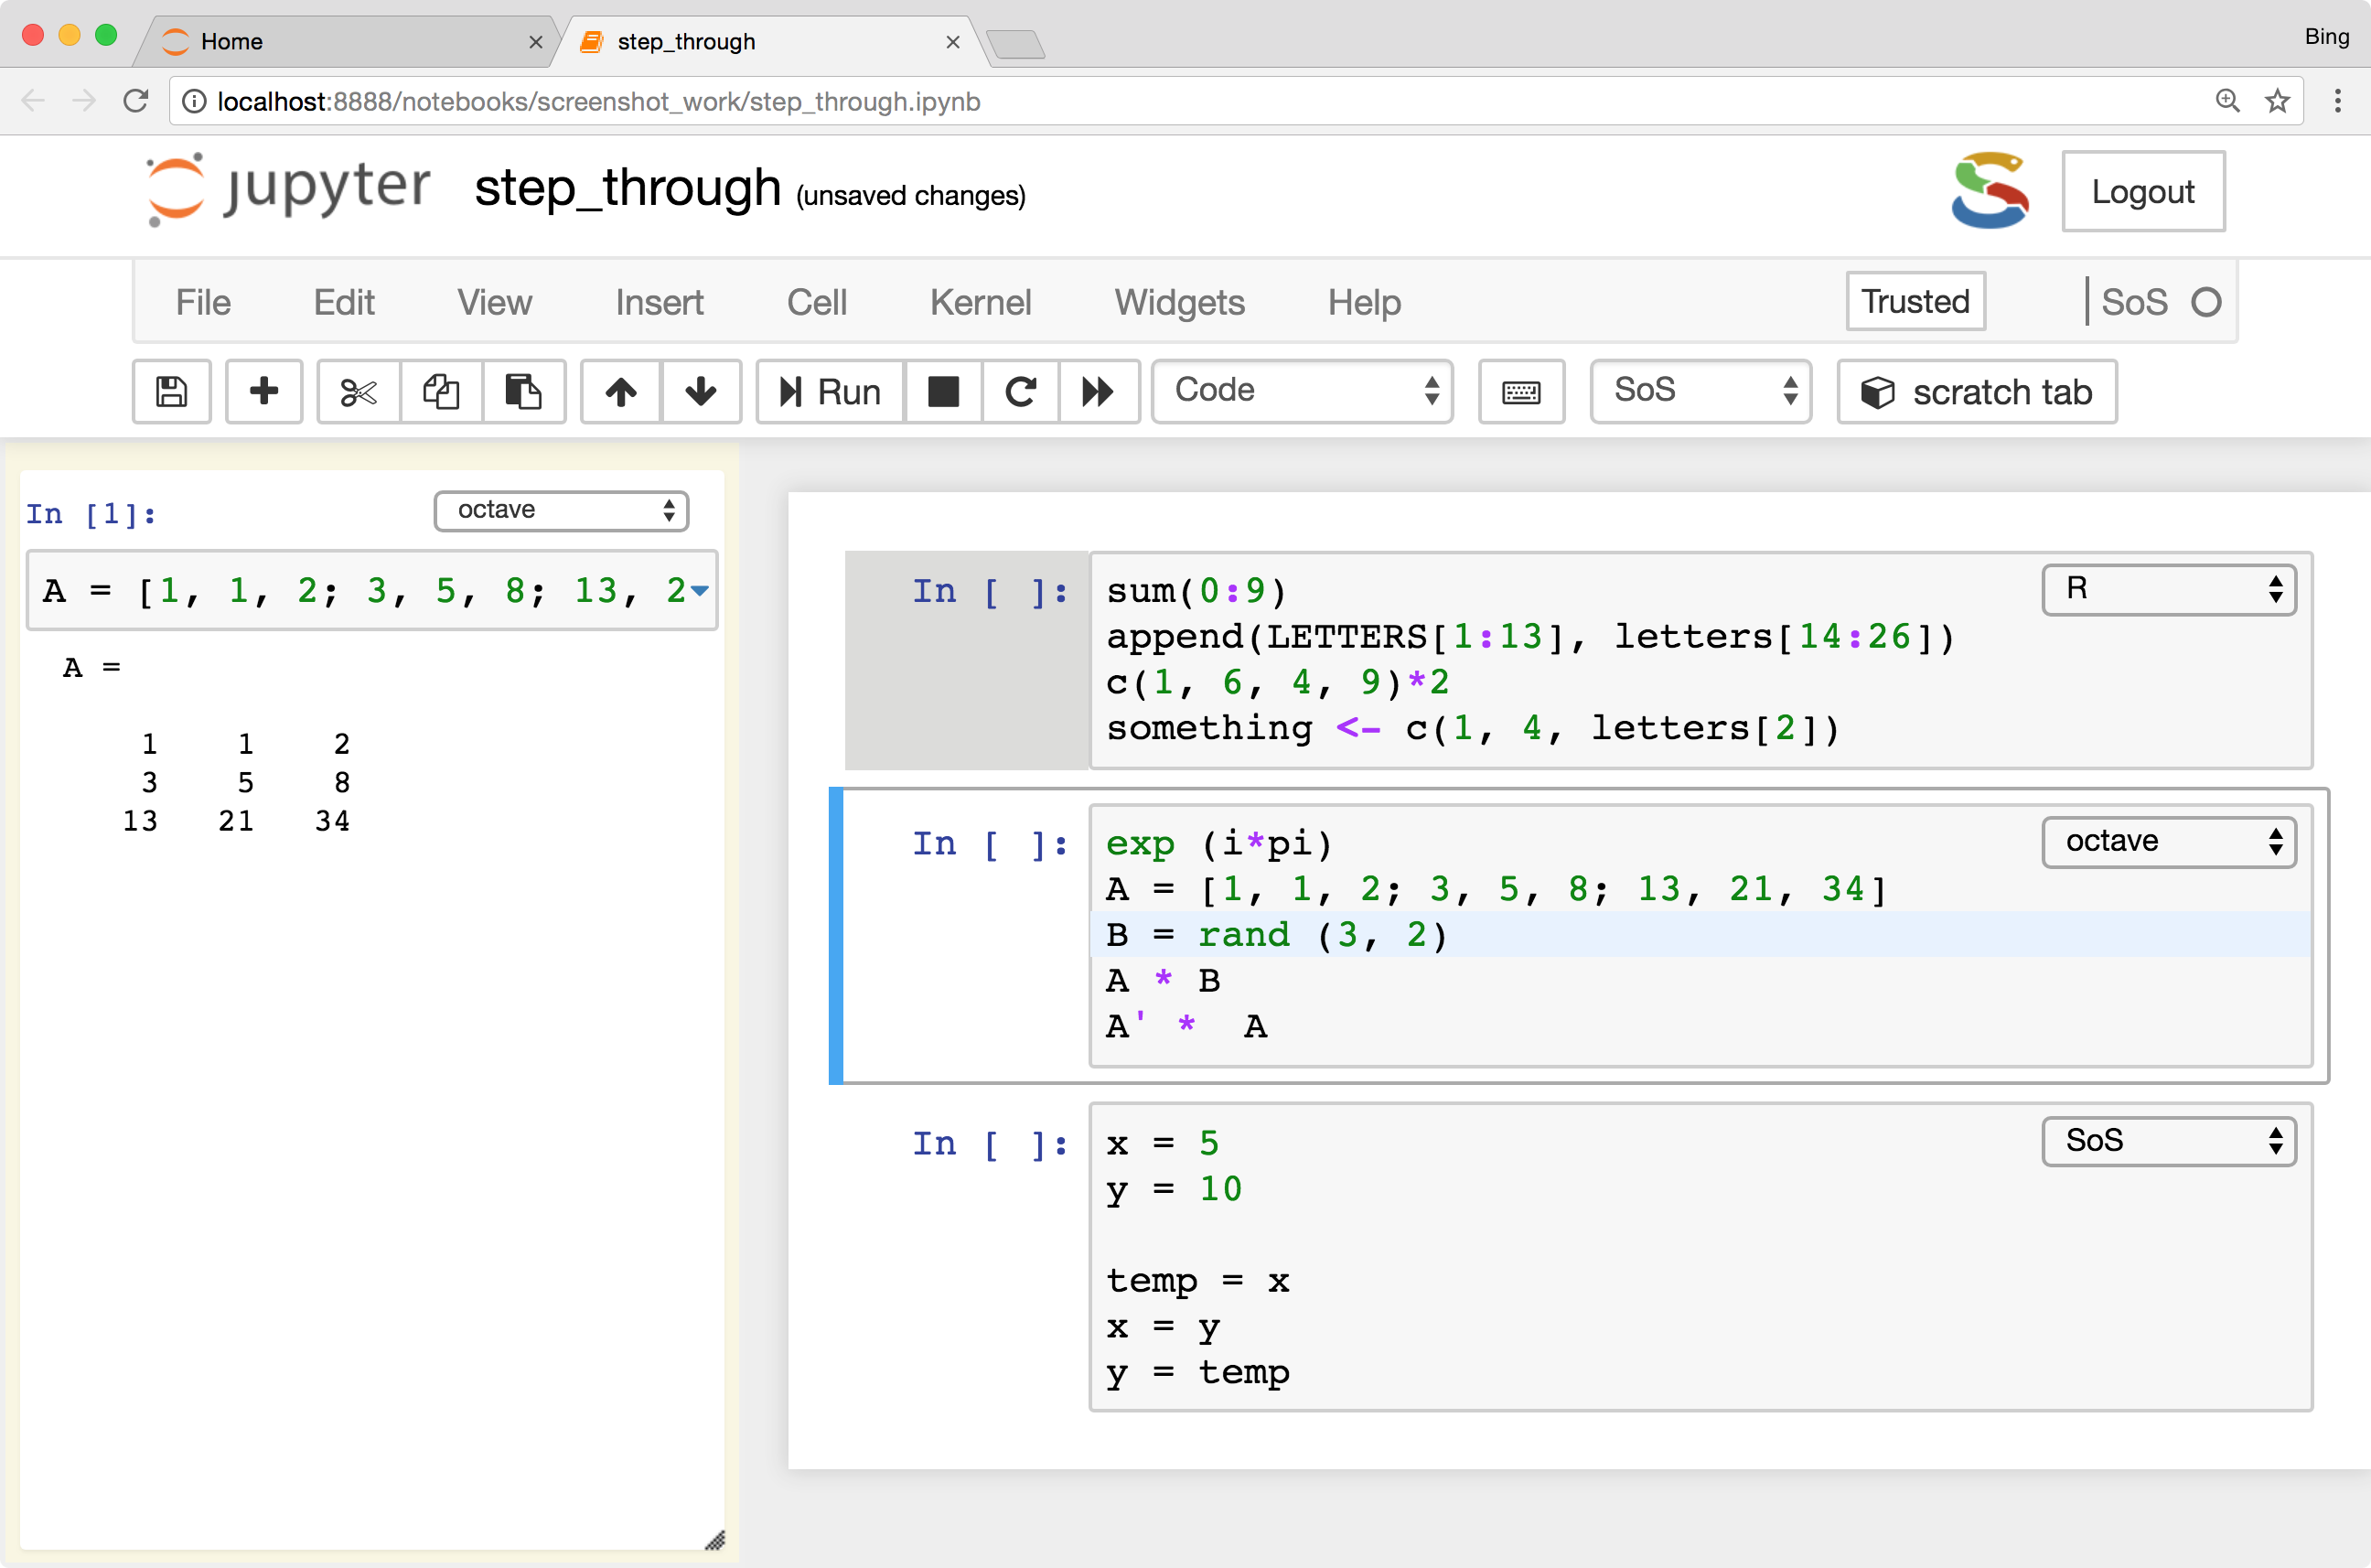 Home
step_through
Bing
localhost:8888/notebooks/screenshot_work/step_through.ipynb
jupyter
step_through (unsaved changes)
Logout
File Edit View Insert Cell Kernel Widgets Help
Trusted
SoS
Run
Code
SoS
scratch tab
In [1]:
octave
A = [1, 1, 2; 3, 5, 8; 13, 2
A =
1 1 2
3 5 8
13 21 34
In [ ]:
R
sum(0:9)
append(LETTERS[1:13], letters[14:26])
c(1, 6, 4, 9)*2
something <- c(1, 4, letters[2])
In [ ]:
octave
exp (i*pi)
A = [1, 1, 2; 3, 5, 8; 13, 21, 34]
B = rand (3, 2)
A * B
A' *  A
In [ ]:
SoS
x = 5
y = 10
temp = x
x = y
y = temp